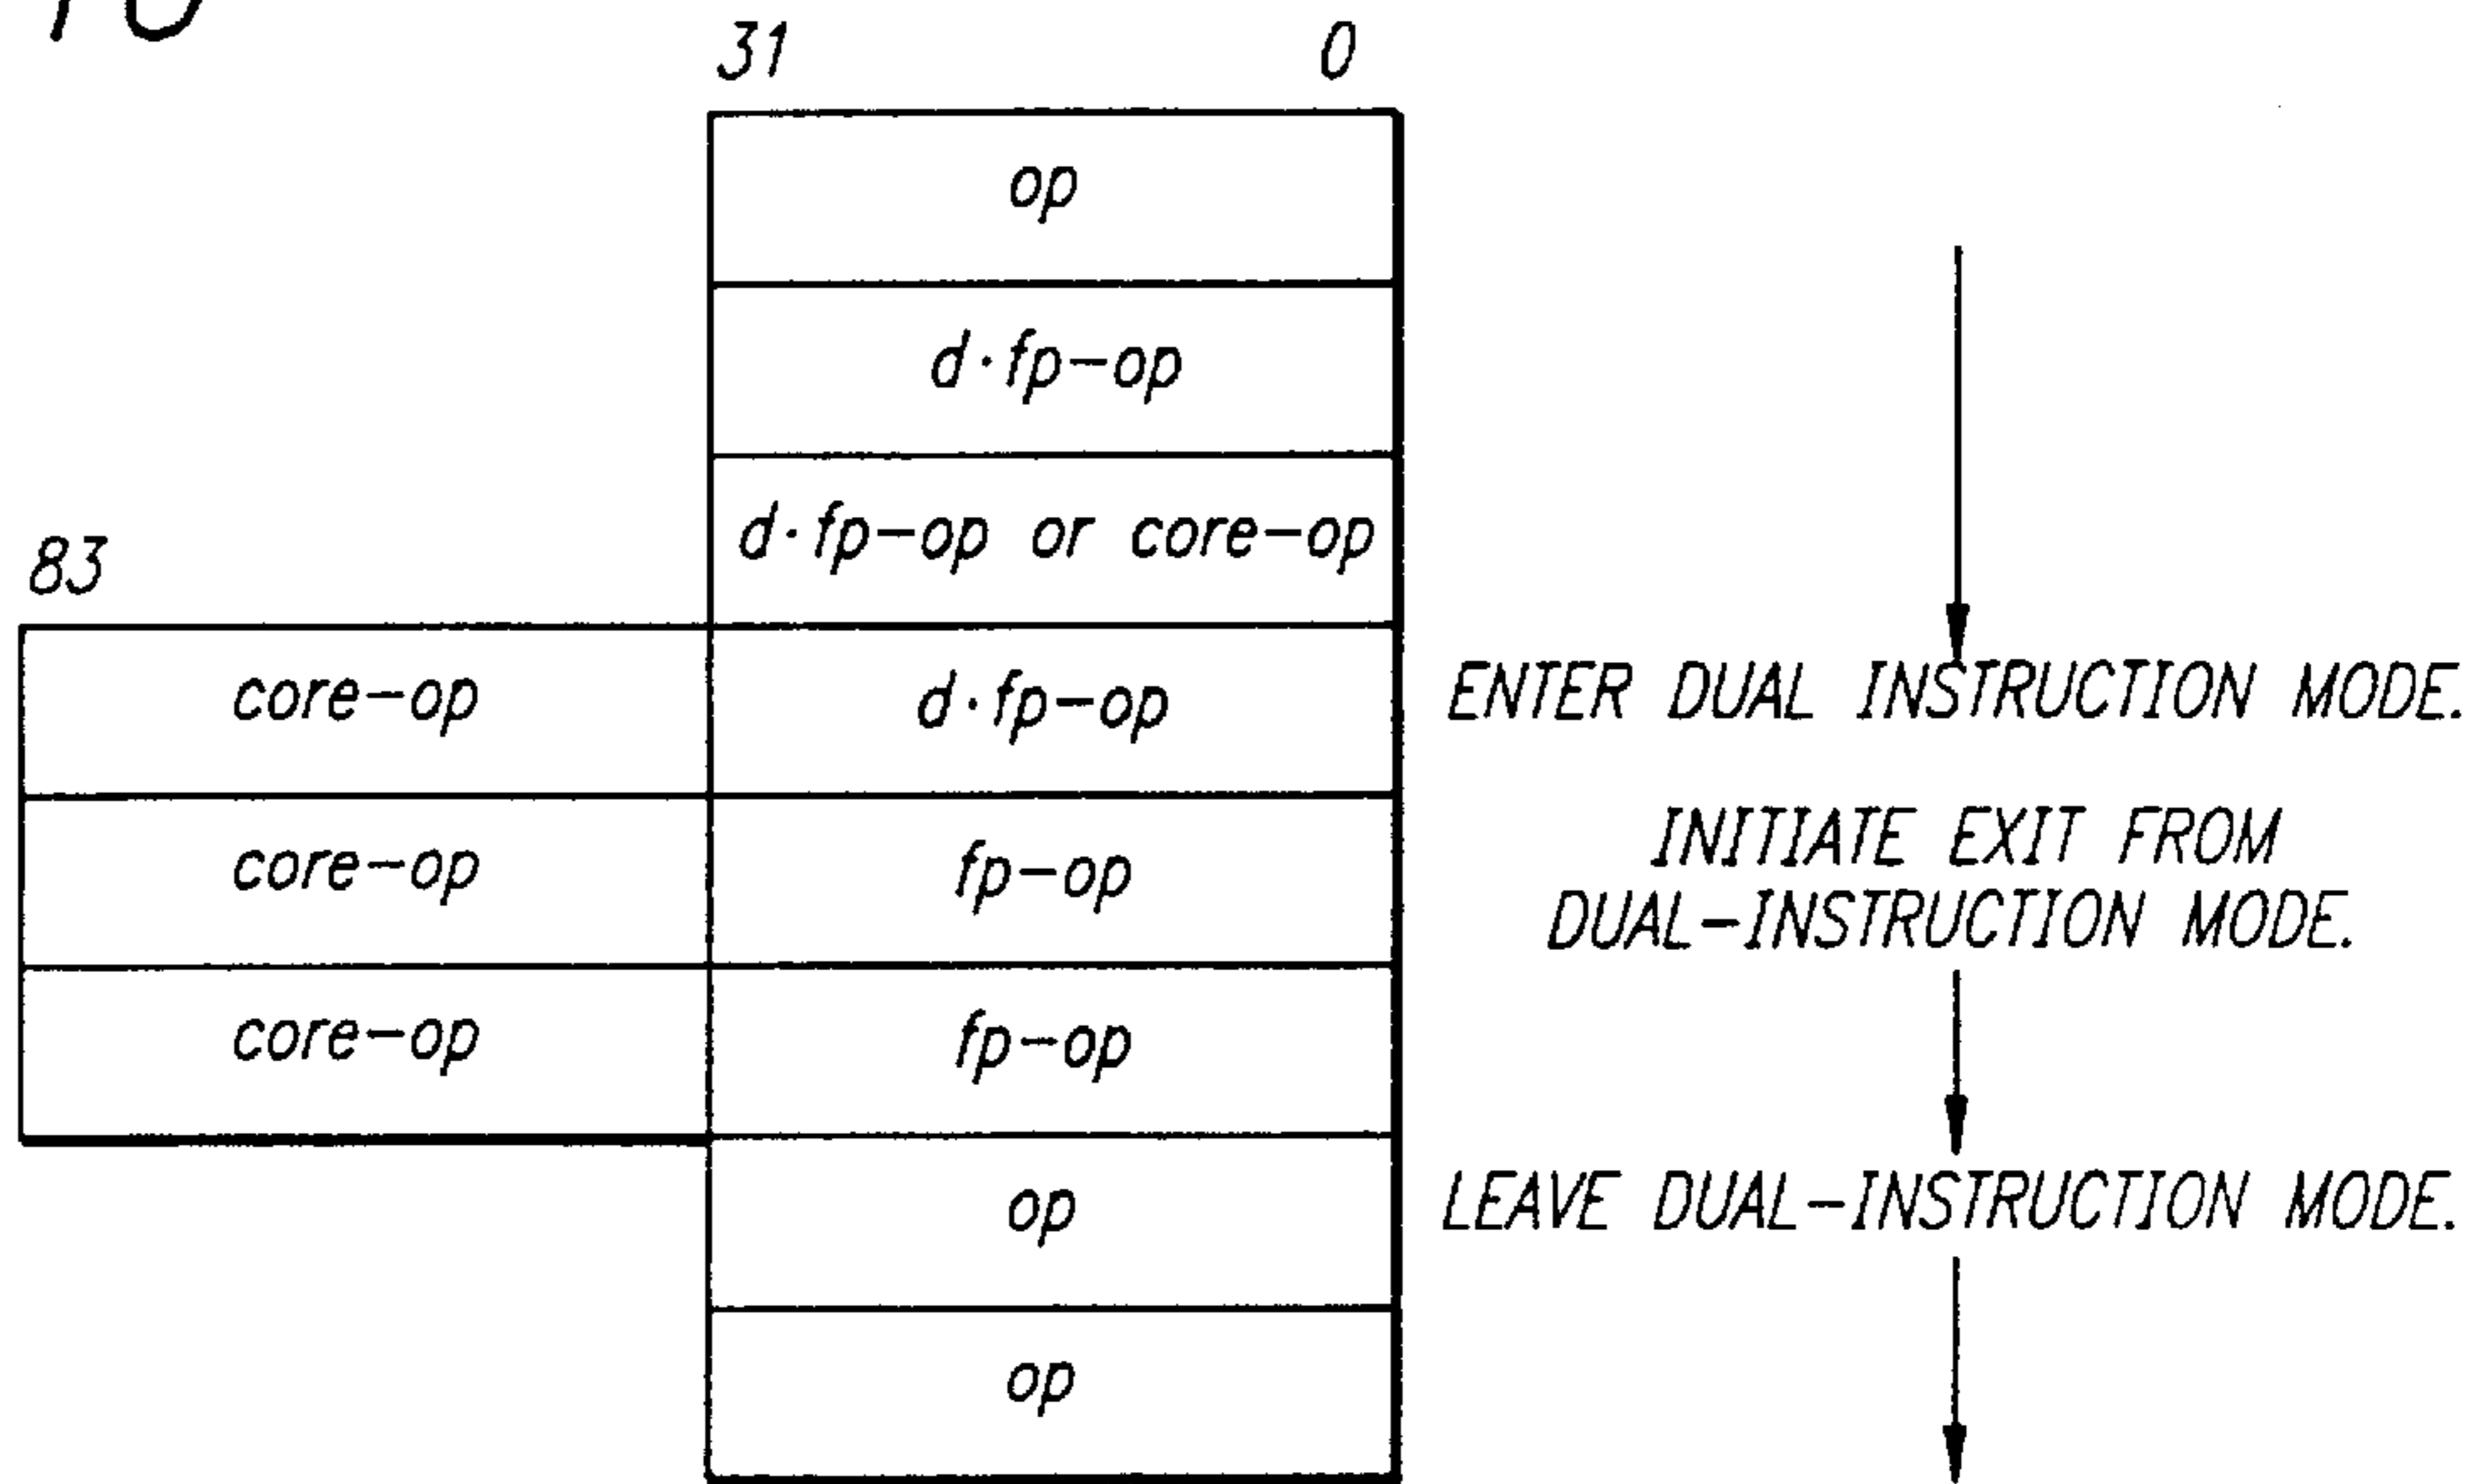 31 0
op
d·fp-op
d·fp-op or core-op
83
core-op d·fp-op ENTER DUAL INSTRUCTION MODE.
core-op fp-op INITIATE EXIT FROM
DUAL-INSTRUCTION MODE.
core-op fp-op
op LEAVE DUAL-INSTRUCTION MODE.
op